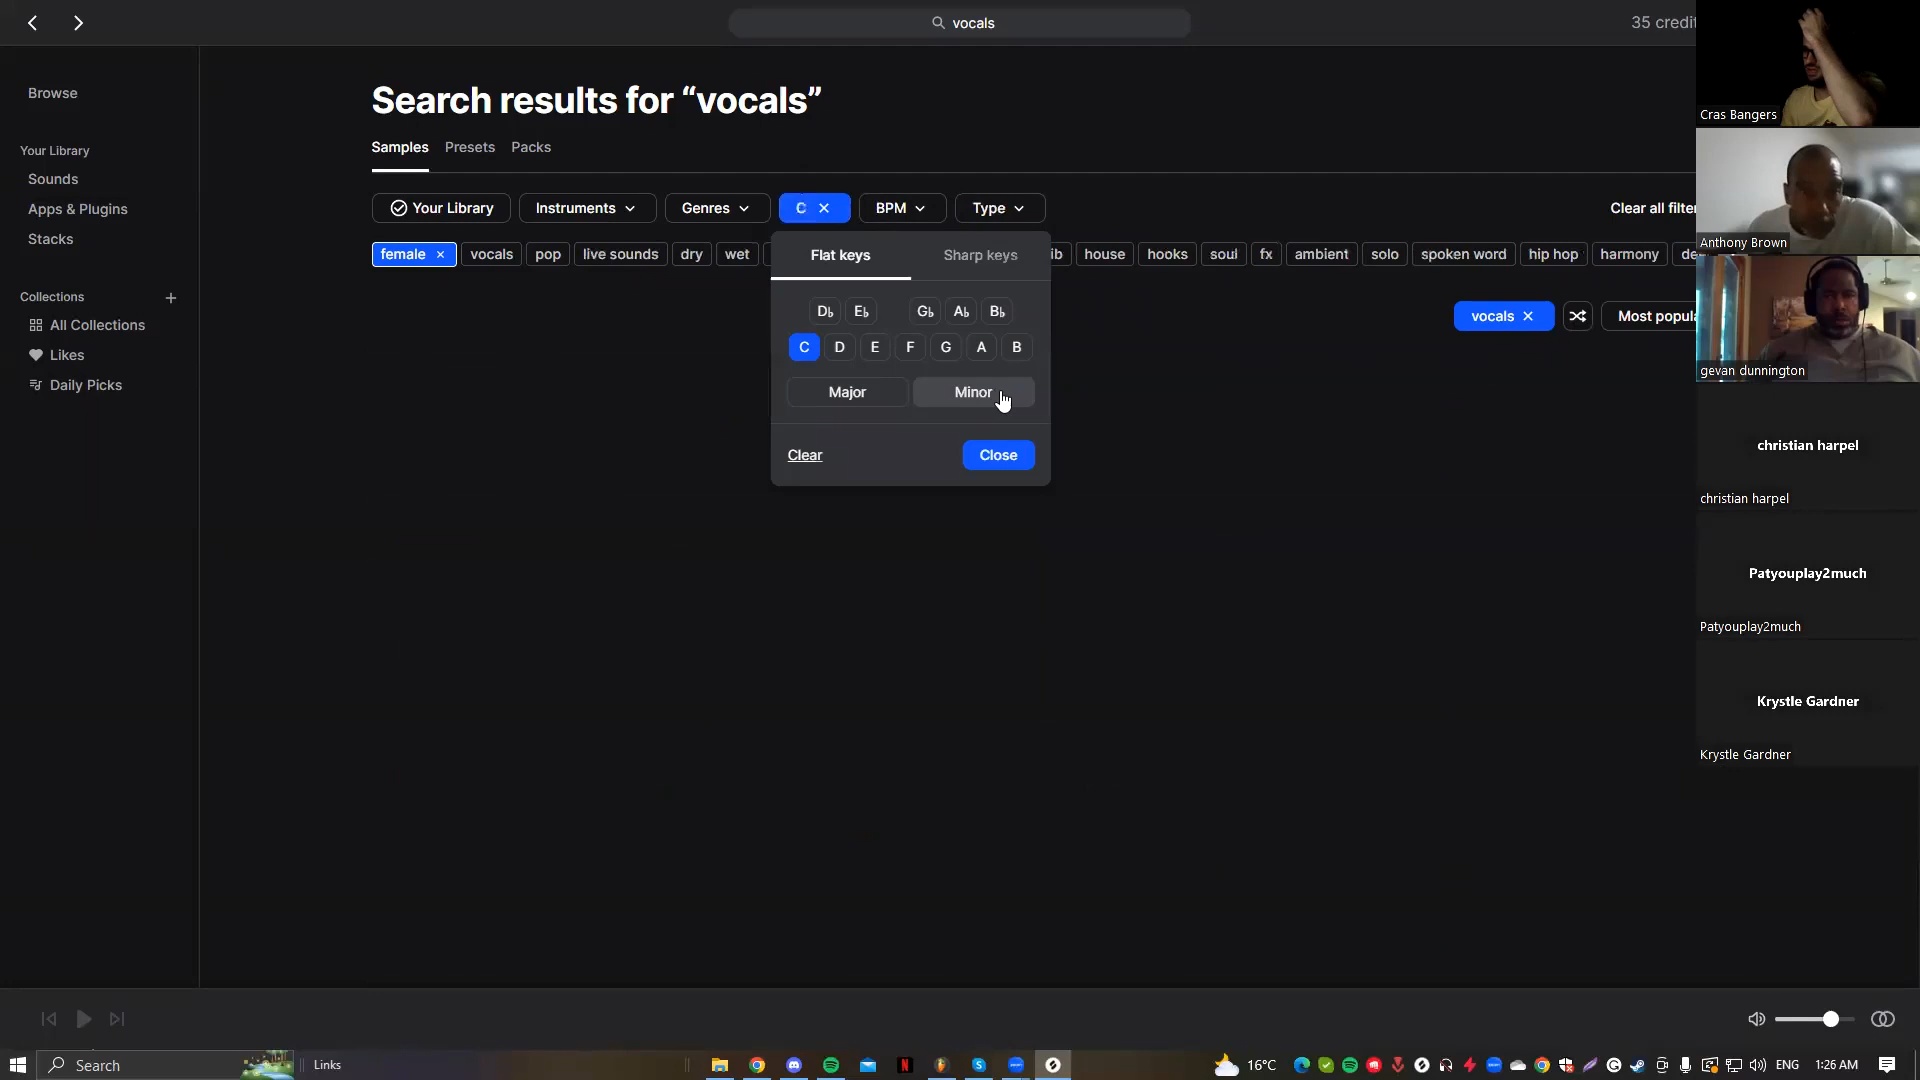 vocals
35 credit
Browse
Your Library
Sounds
Apps & Plugins
Stacks
Collections
All Collections
Likes
Daily Picks
Search results for “vocals”
Samples
Presets
Packs
Your Library
Instruments
Genres
C
BPM
Type
Clear all filter
female
vocals
pop
live sounds
dry
wet
ib
house
hooks
soul
fx
ambient
solo
spoken word
hip hop
harmony
de
Flat keys
Sharp keys
D♭ E♭ G♭ A♭ B♭
C D E F G A B
Major
Minor
Clear
Close
vocals
Most popula
Cras Bangers
Anthony Brown
gevan dunnington
christian harpel
christian harpel
Patyouplay2much
Patyouplay2much
Krystle Gardner
Krystle Gardner
Search
Links
16°C
ENG
1:26 AM